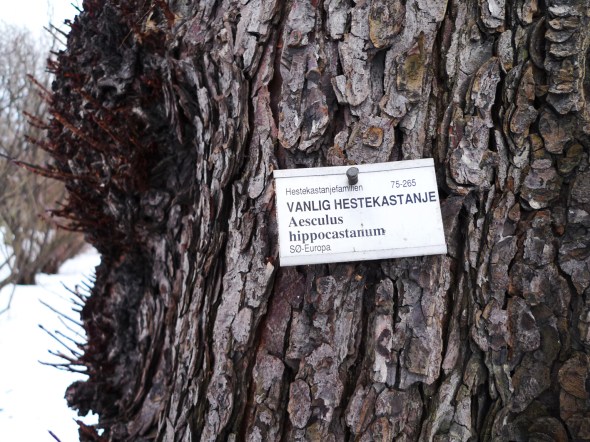 Hestekastanjefamilien 75-265
VANLIG HESTEKASTANJE
Aesculus
hippocastanum
SØ-Europa